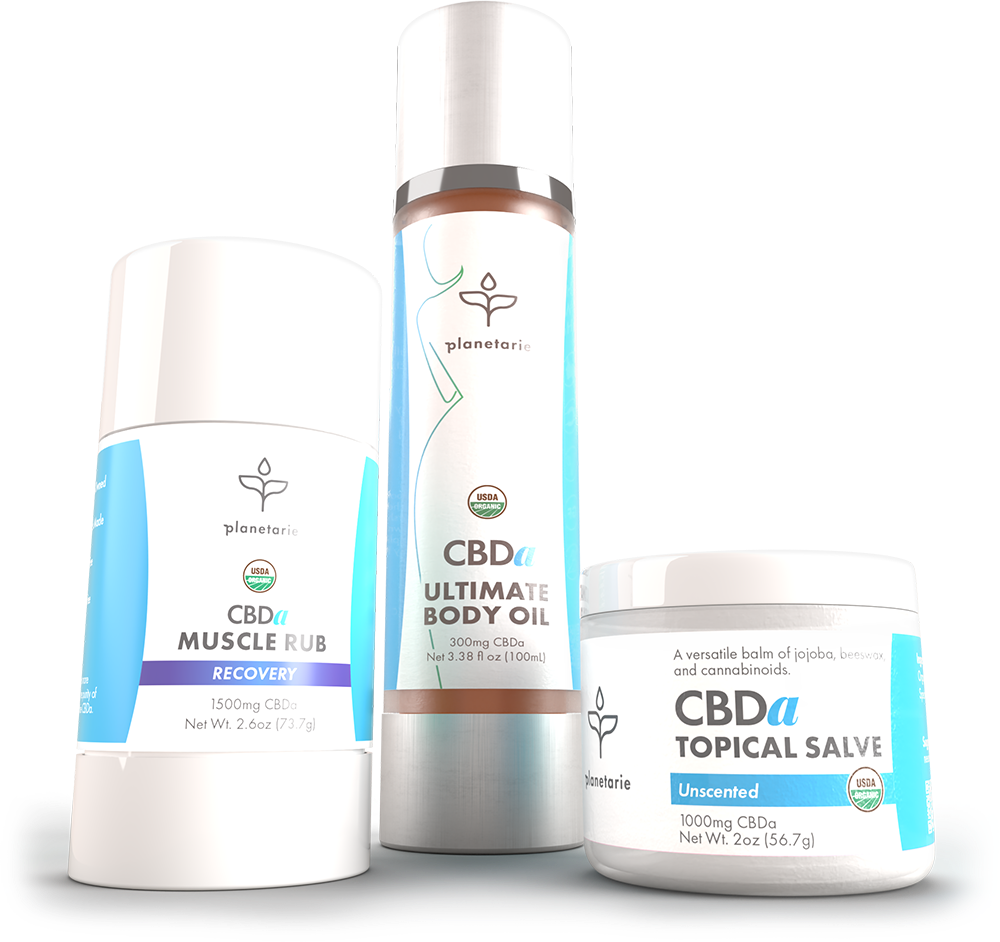 planetarie
USDA
ORGANIC
CBDa
MUSCLE RUB
RECOVERY
1500mg CBDa
Net Wt. 2.6oz (73.7g)
planetarie
USDA
ORGANIC
CBDa
ULTIMATE
BODY OIL
300mg CBDa
Net 3.38 fl oz (100mL)
A versatile balm of jojoba, beeswax,
and cannabinoids.
CBDa
TOPICAL SALVE
planetarie
Unscented
USDA
ORGANIC
1000mg CBDa
Net Wt. 2oz (56.7g)